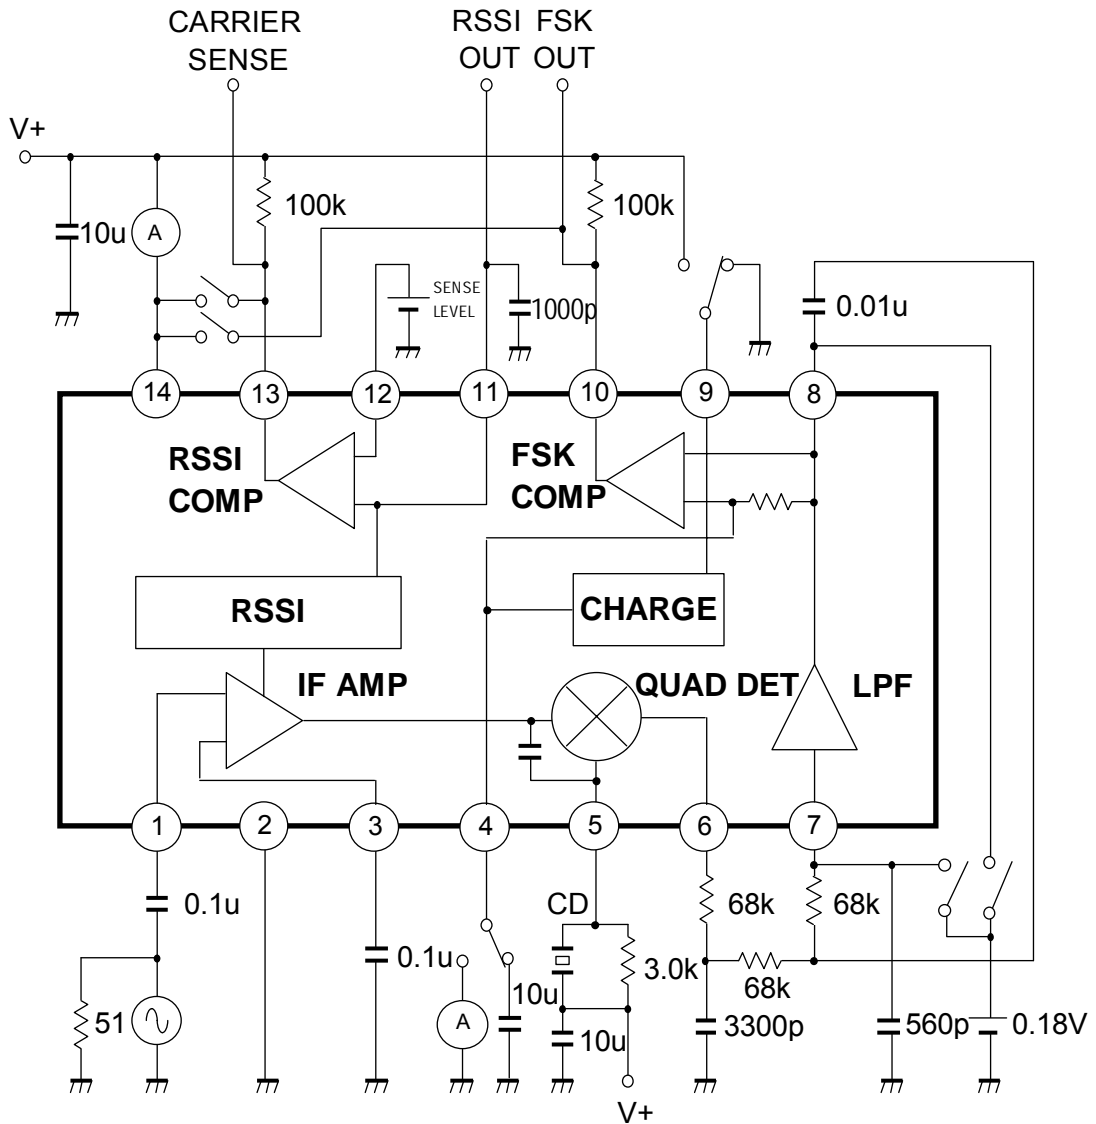 CARRIER
SENSE
RSSI
OUT
FSK
OUT
V+
10u
A
100k
100k
SENSE
LEVEL
1000p
0.01u
14
13
12
11
10
9
8
RSSI
COMP
FSK
COMP
RSSI
CHARGE
IF AMP
QUAD DET
LPF
1
2
3
4
5
6
7
0.1u
51
0.1u
A
10u
CD
3.0k
10u
V+
68k
68k
68k
3300p
560p
0.18V